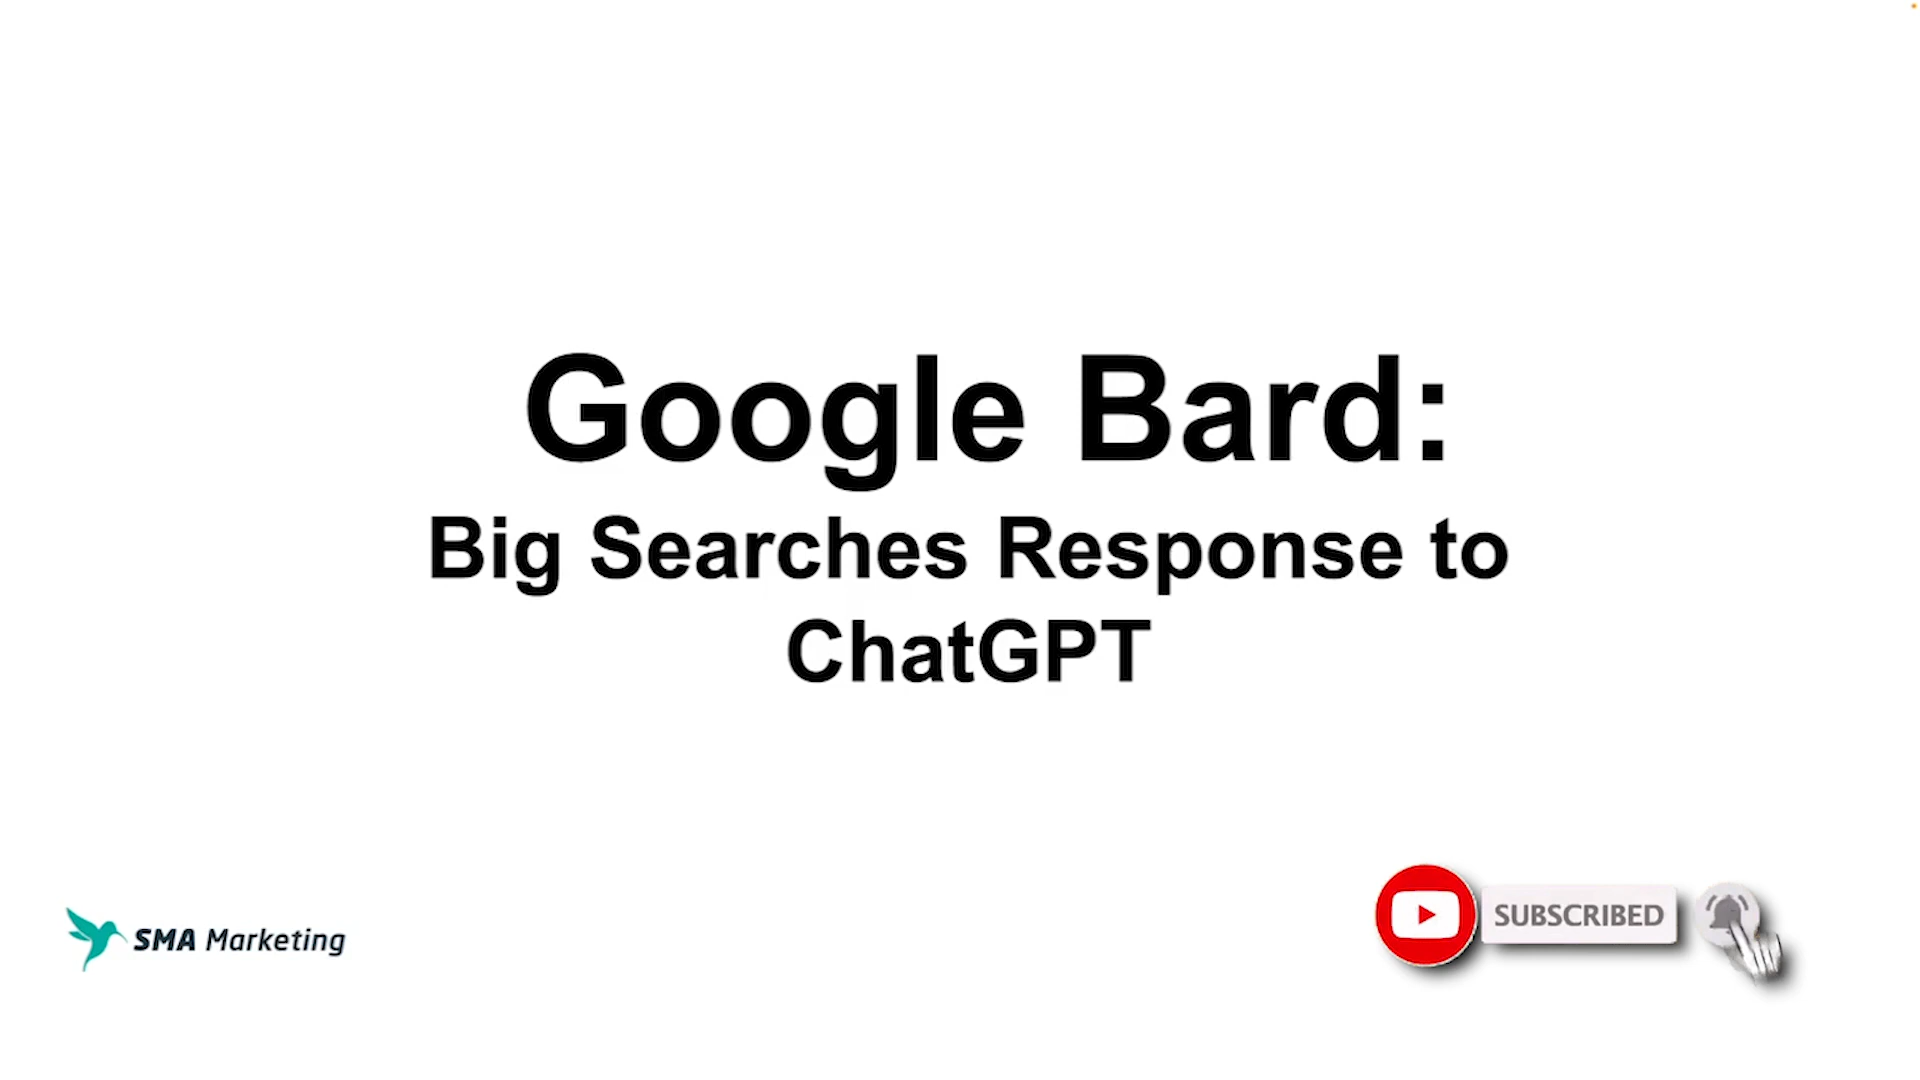 Google Bard:
Big Searches Response to
ChatGPT
SMA Marketing
SUBSCRIBED